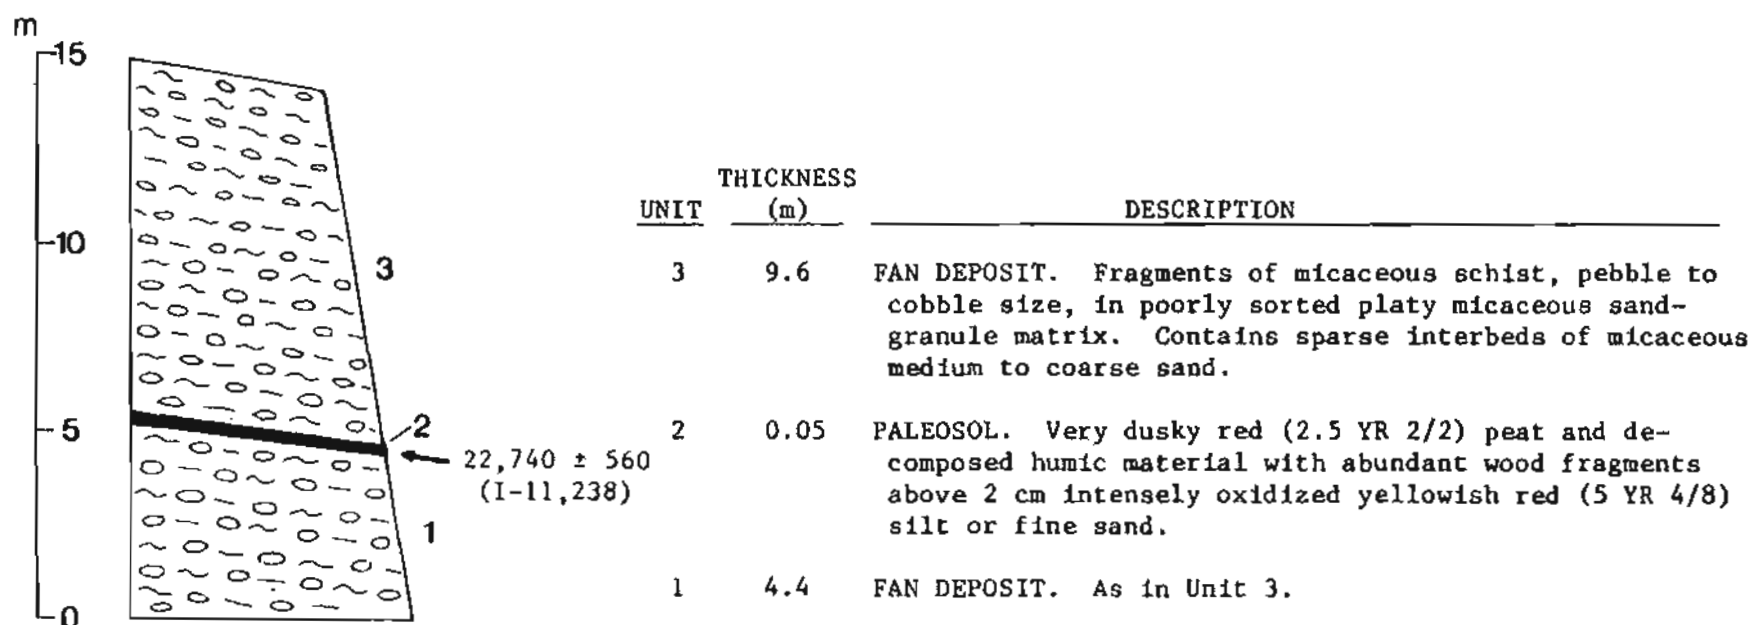 m
15
10
5
0
3
2
1
22,740 ± 560
(I-11,238)
THICKNESS
UNIT (m) DESCRIPTION
3 9.6 FAN DEPOSIT. Fragments of micaceous schist, pebble to
cobble size, in poorly sorted platy micaceous sand-
granule matrix. Contains sparse interbeds of micaceous
medium to coarse sand.
2 0.05 PALEOSOL. Very dusky red (2.5 YR 2/2) peat and de-
composed humic material with abundant wood fragments
above 2 cm intensely oxidized yellowish red (5 YR 4/8)
silt or fine sand.
1 4.4 FAN DEPOSIT. As in Unit 3.